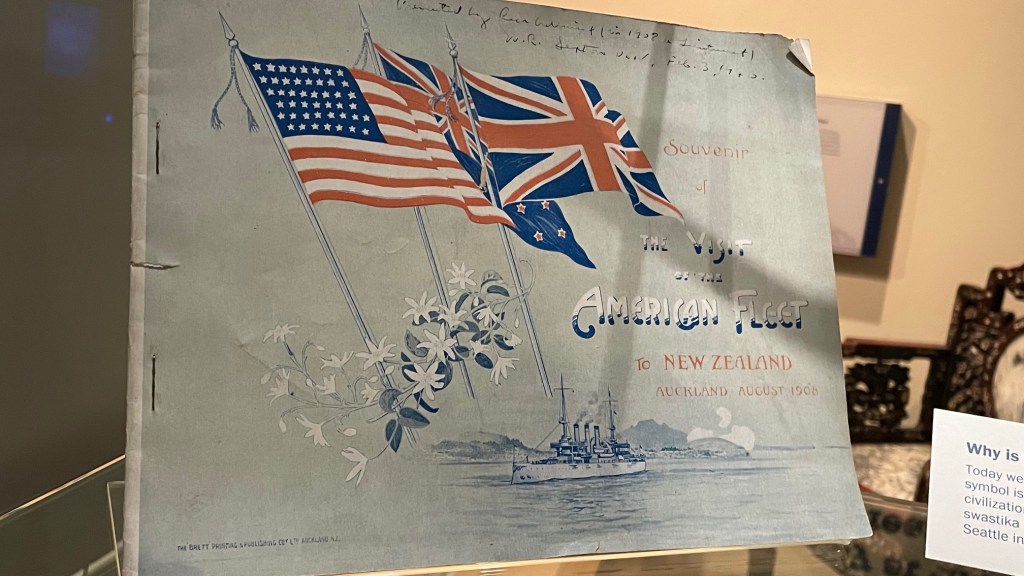 Souvenir
of
THE VISIT
OF THE
AMERICAN FLEET
TO NEW ZEALAND
AUCKLAND AUGUST 1908
THE BRETT PRINTING & PUBLISHING COY LTD AUCKLAND N.Z.
Why is
Today we
symbol is
civilization
swastika
Seattle in